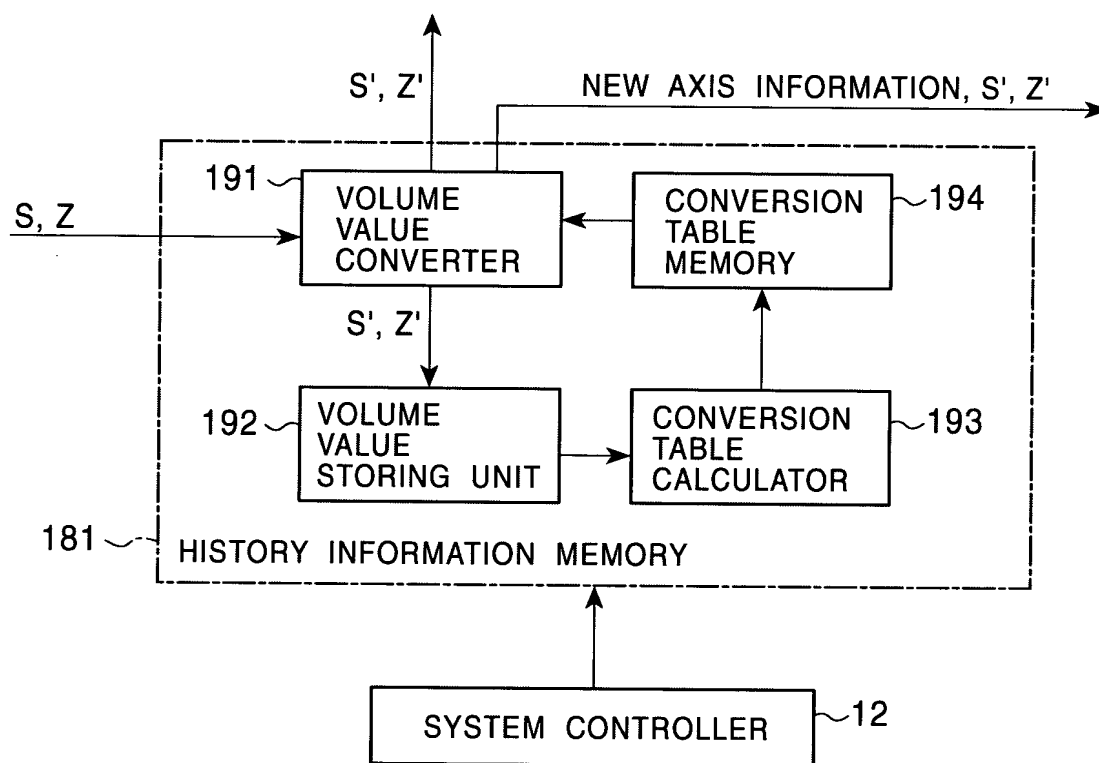 S', Z'
NEW AXIS INFORMATION, S', Z'
191
VOLUME
VALUE
CONVERTER
CONVERSION
TABLE
MEMORY
194
S, Z
S', Z'
192
VOLUME
VALUE
STORING UNIT
CONVERSION
TABLE
CALCULATOR
193
181
HISTORY INFORMATION MEMORY
SYSTEM CONTROLLER
12